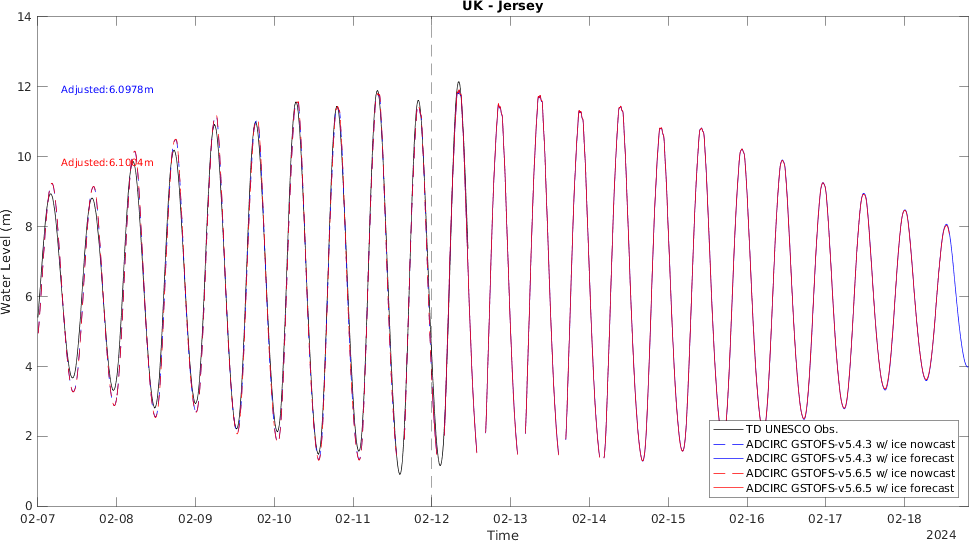 UK - Jersey
14
12
10
8
6
4
2
0
Water Level (m)
Adjusted:6.0978m
TD UNESCO Obs.
ADCIRC GSTOFS-v5.4.3 w/ ice nowcast
ADCIRC GSTOFS-v5.4.3 w/ ice forecast
ADCIRC GSTOFS-v5.6.5 w/ ice nowcast
ADCIRC GSTOFS-v5.6.5 w/ ice forecast
02-07 02-08 02-09 02-10 02-11 02-12 02-13 02-14 02-15 02-16 02-17 02-18
Time
2024